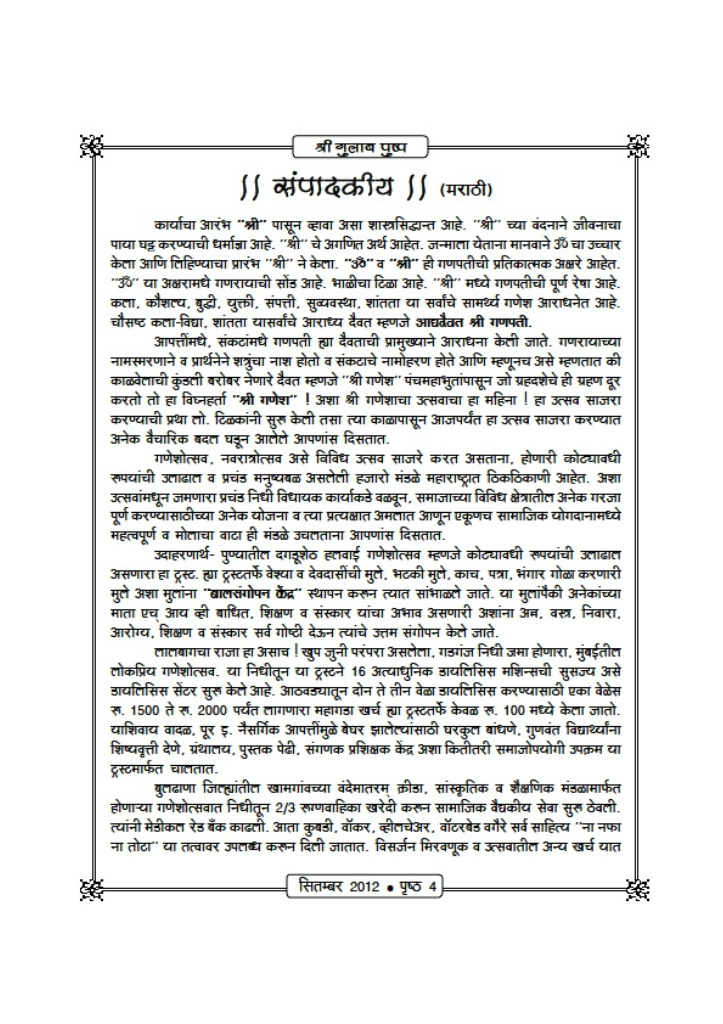 श्री गुलाब पुष्प
।। संपादकीय ।। (मराठी)
कार्याचा आरंभ "श्री" पासून व्हावा असा शास्त्रसिद्धान्त आहे. "श्री" च्या वंदनाने जीवनाचा
पाया घट्ट करण्याची धर्माज्ञा आहे. "श्री" चे अगणित अर्थ आहेत. जन्माला येताना मानवाने ॐ चा उच्चार
केला आणि लिहिण्याचा प्रारंभ "श्री" ने केला. "ॐ" व "श्री" ही गणपतीची प्रतिकात्मक अक्षरे आहेत.
"ॐ" या अक्षरामधे गणरायाची सोंड आहे. भाळीचा टिळा आहे. "श्री" मध्ये गणपतीची पूर्ण रेषा आहे.
कला, कौशल्य, बुद्धी, युक्ती, संपत्ती, सुव्यवस्था, शांतता या सर्वांचे सामर्थ्य गणेश आराधनेत आहे.
चौसष्ट कला-विद्या, शांतता यासर्वांचे आराध्य दैवत म्हणजे आद्यदैवत श्री गणपती.
आपत्तींमधे, संकटांमधे गणपती ह्या दैवताची प्रामुख्याने आराधना केली जाते. गणरायाच्या
नामस्मरणाने व प्रार्थनेने शत्रुंचा नाश होतो व संकटाचे नामोहरण होते आणि म्हणूनच असे म्हणतात की
काळवेलाची कुंडली बरोबर नेणारे दैवत म्हणजे "श्री गणेश" पंचमहाभुतांपासून जो ग्रहदशेचे ही ग्रहण दूर
करतो तो हा विघ्नहर्ता "श्री गणेश" ! अशा श्री गणेशाचा उत्सवाचा हा महिना ! हा उत्सव साजरे
करण्याची प्रथा लो. टिळकांनी सुरू केली तसा त्या काळापासून आजपर्यंत हा उत्सव साजरा करण्यात
अनेक वैचारिक बदल घडून आलेले आपणांस दिसतात.
गणेशोत्सव, नवरात्रोत्सव असे विविध उत्सव साजरे करत असताना, होणारी कोट्यावधी
रुपयांची उलाढाल व प्रचंड मनुष्यबळ असलेली हजारो मंडळे महाराष्ट्रात ठिकठिकाणी आहेत. अशा
उत्सवांमधून जमणारा प्रचंड निधी विधायक कार्याकडे वळवून, समाजाच्या विविध क्षेत्रातील अनेक गरजा
पूर्ण करण्यासाठीच्या अनेक योजना व त्या प्रत्यक्षात अमलात आणून एकूणच सामाजिक योगदानामध्ये
महत्वपूर्ण व मोलाचा वाटा ही मंडळे उचलताना आपणांस दिसतात.
उदाहरणार्थ- पुण्यातील दगडूशेठ हलवाई गणेशोत्सव म्हणजे कोट्यावधी रुपयांची उलाढाल
असणारा हा ट्रस्ट. ह्या ट्रस्टतर्फे वेश्या व देवदासींची मुले, भटकी मुले, काच, पत्रा, भंगार गोळा करणारी
मुले अशा मुलांना "बालसंगोपन केंद्र" स्थापन करून त्यात सांभाळले जाते. या मुलांपैकी अनेकांच्या
माता एच् आय व्ही बाधित, शिक्षण व संस्कार यांचा अभाव असणारी अशांना अन्न, वस्त्र, निवारा,
आरोग्य, शिक्षण व संस्कार सर्व गोष्टी देऊन त्यांचे उत्तम संगोपन केले जाते.
लालबागचा राजा हा असाच ! खुप जुनी परंपरा असलेला, गडगंज निधी जमा होणारा, मुंबईतील
लोकप्रिय गणेशोत्सव. या निधीतून या ट्रस्टने 16 अत्याधुनिक डायलिसिस मशिन्सची सुसज्य असे
डायलिसिस सेंटर सुरू केले आहे. आठवड्यातून दोन ते तीन वेळा डायलिसिस करण्यासाठी एका वेळेस
रु. 1500 ते रु. 2000 पर्यंत लागणारा महागडा खर्च ह्या ट्रस्टतर्फे केवळ रु. 100 मध्ये केला जातो.
याशिवाय वादळ, पूर इ. नैसर्गिक आपत्तींमुळे बेघर झालेल्यांसाठी घरकुल बांधणे, गुणवंत विद्यार्थ्यांना
शिष्यवृत्ती देणे, ग्रंथालय, पुस्तक पेढी, संगणक प्रशिक्षक केंद्र अशा कितीतरी समाजोपयोगी उपक्रम या
ट्रस्टमार्फत चालतात.
बुलढाणा जिल्ह्यांतील खामगांवच्या वंदेमातरम् क्रीडा, सांस्कृतिक व शैक्षणिक मंडळामार्फत
होणाऱ्या गणेशोत्सवात निधीतून 2/3 रूग्णवाहिका खरेदी करून सामाजिक वैद्यकीय सेवा सुरु ठेवली.
त्यांनी मेडीकल रेड बँक काढली. आता कुबडी, वॉकर, व्हीलचेअर, वॉटरबेड वगैरे सर्व साहित्य "ना नफा
ना तोटा" या तत्वावर उपलब्ध करून दिली जातात. विसर्जन मिरवणूक व उत्सवातील अन्य खर्च यात
सितम्बर 2012 ● पृष्ठ 4